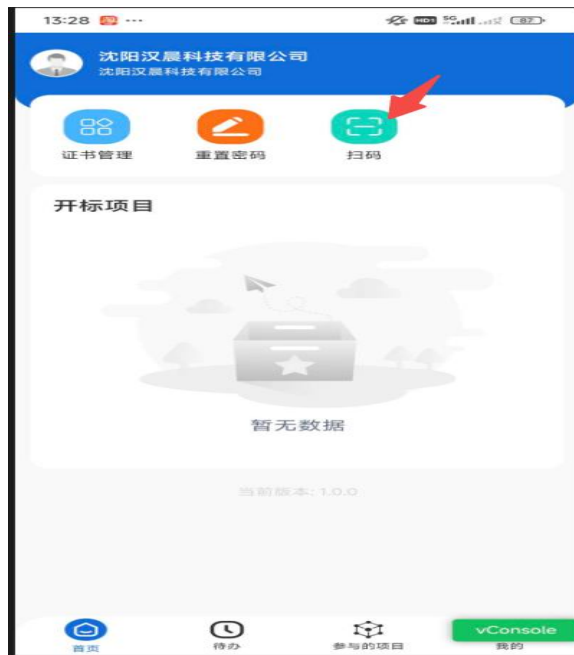 13:28 ...
HD1 5G 87
沈阳汉晨科技有限公司
沈阳汉晨科技有限公司
证书管理 重置密码 扫码
开标项目
暂无数据
当前版本: 1.0.0
vConsole
首页 待办 参与的项目 我的